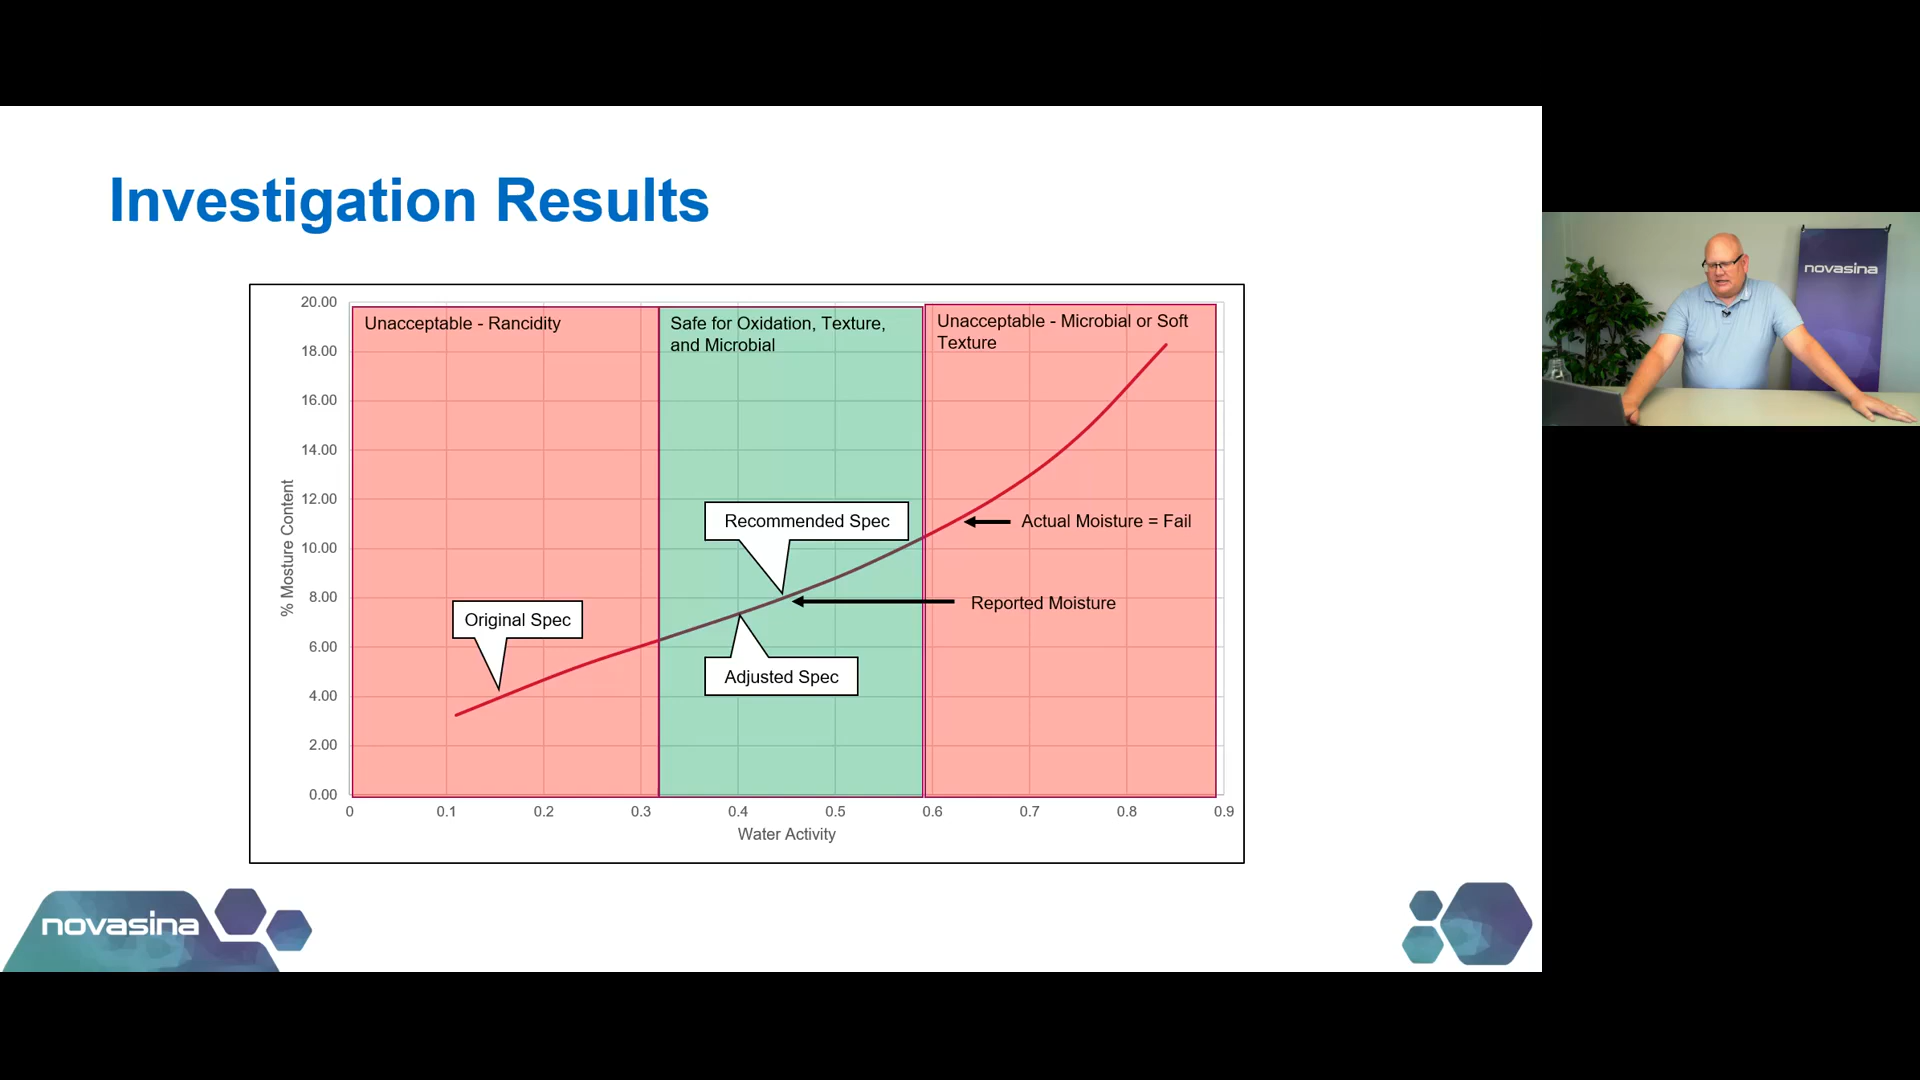 Investigation Results
20.00
18.00
16.00
14.00
12.00
10.00
8.00
6.00
4.00
2.00
0.00
% Mosture Content
Unacceptable - Rancidity
Safe for Oxidation, Texture,
and Microbial
Unacceptable - Microbial or Soft
Texture
Recommended Spec
Actual Moisture = Fail
Reported Moisture
Original Spec
Adjusted Spec
0
0.1
0.2
0.3
0.4
0.5
0.6
0.7
0.8
0.9
Water Activity
novasina
novasina